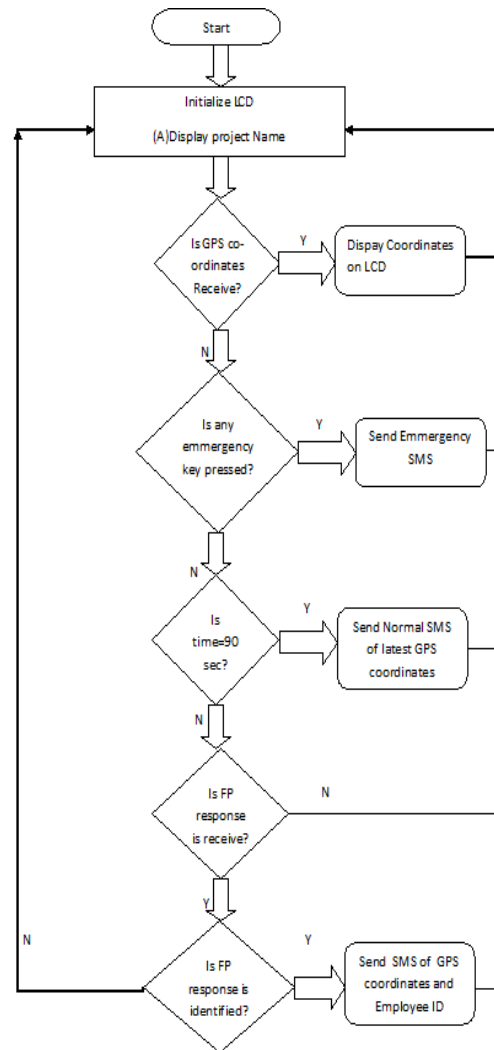 Start
Initialize LCD
(A)Display project Name
Is GPS co-
ordinates
Receive?
Y
Dispay Coordinates
on LCD
N
Is any
emmergency
key pressed?
Y
Send Emmergency
SMS
N
Is
time=90
sec?
Y
Send Normal SMS
of latest GPS
coordinates
N
Is FP
response
is receive?
N
Y
Is FP
response is
identified?
N
Y
Send SMS of GPS
coordinates and
Employee ID